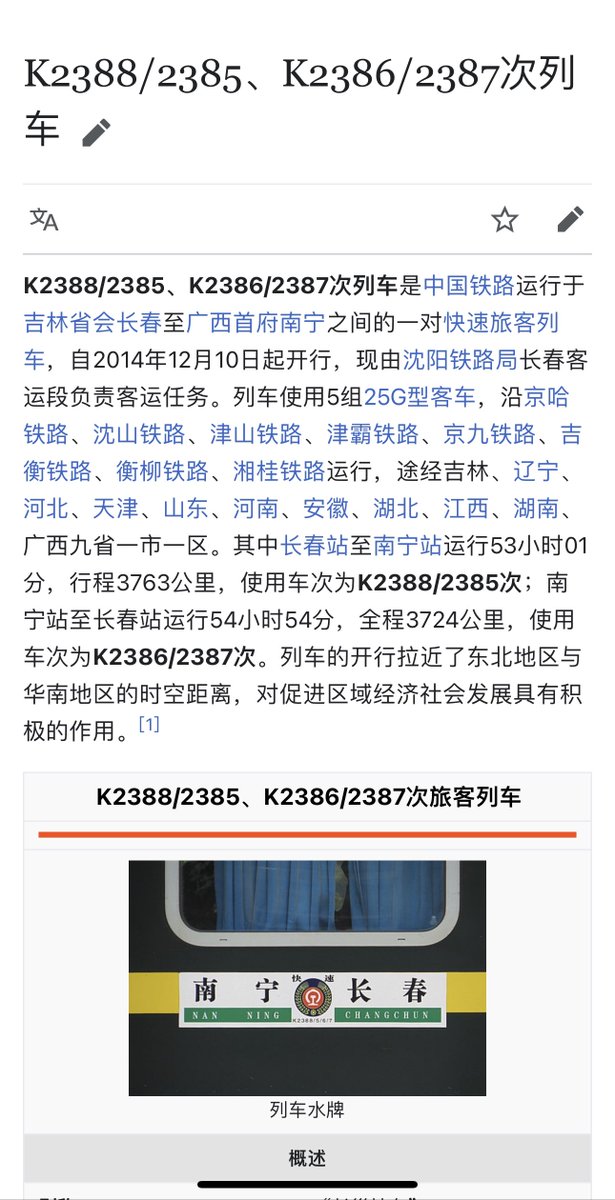 K2388/2385、K2386/2387次列
车
文A
K2388/2385、K2386/2387次列车是中国铁路运行于
吉林省会长春至广西首府南宁之间的一对快速旅客列
车，自2014年12月10日起开行，现由沈阳铁路局长春客
运段负责客运任务。列车使用5组25G型客车，沿京哈
铁路、沈山铁路、津山铁路、津霸铁路、京九铁路、吉
衡铁路、衡柳铁路、湘桂铁路运行，途经吉林、辽宁、
河北、天津、山东、河南、安徽、湖北、江西、湖南、
广西九省一市一区。其中长春站至南宁站运行53小时01
分，行程3763公里，使用车次为K2388/2385次；南
宁站至长春站运行54小时54分，全程3724公里，使用
车次为K2386/2387次。列车的开行拉近了东北地区与
华南地区的时空距离，对促进区域经济社会发展具有积
极的作用。[1]
K2388/2385、K2386/2387次旅客列车
快 速
南 宁 长 春
NAN NING CHANGCHUN
K2388/5/6/7
列车水牌
概述